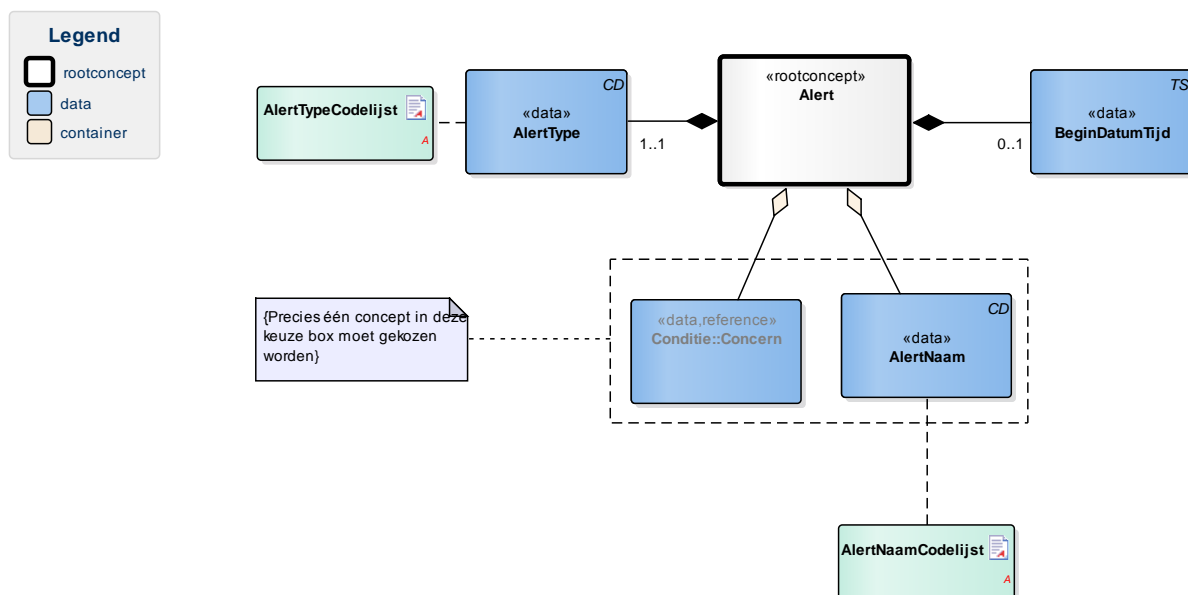 Legend
rootconcept
data
container
AlertTypeCodelijst
A
CD
«data»
AlertType
1..1
«rootconcept»
Alert
TS
«data»
BeginDatumTijd
0..1
{Precies één concept in deze
keuze box moet gekozen
worden}
«data,reference»
Conditie::Concern
CD
«data»
AlertNaam
AlertNaamCodelijst
A